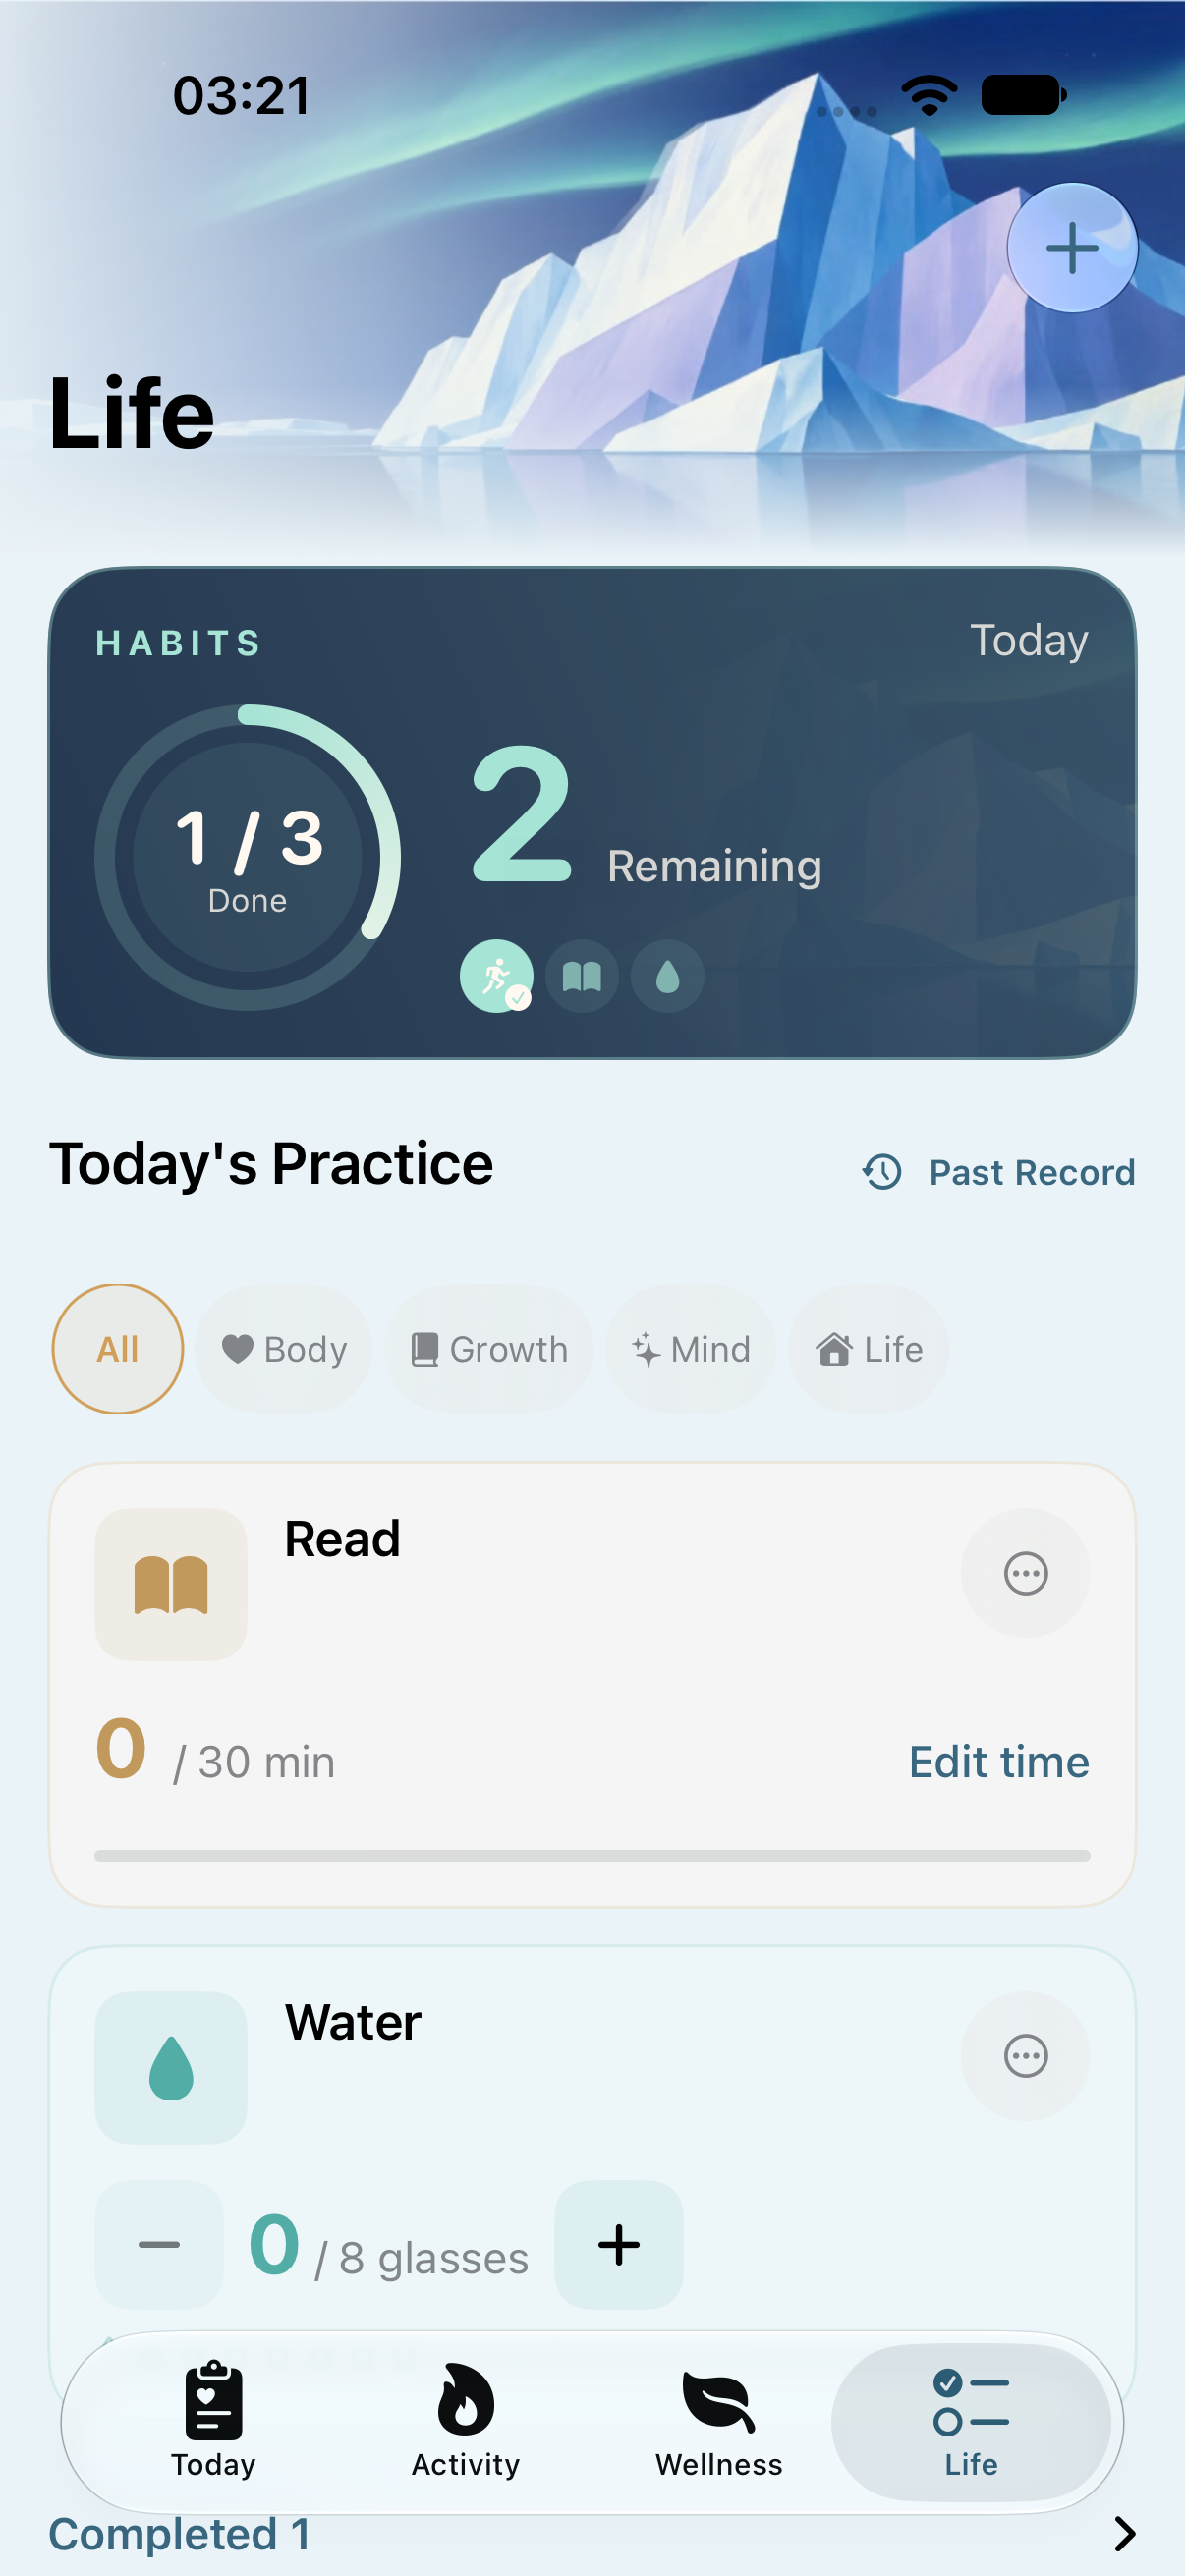 03:21
Life
HABITS
Today
1 / 3
Done
2 Remaining
Today's Practice
Past Record
All
Body
Growth
Mind
Life
Read
0 / 30 min
Edit time
Water
0 / 8 glasses
Today
Activity
Wellness
Life
Completed 1